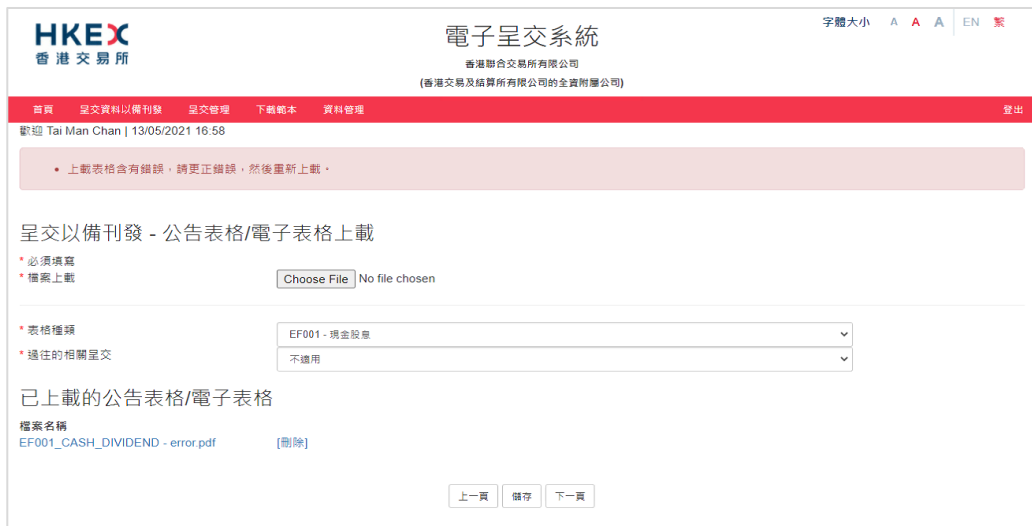 HKEX
香港交易所
電子呈交系統
香港聯合交易所有限公司
(香港交易及結算所有限公司的全資附屬公司)
字體大小 A A A EN 繁
首頁 呈交資料以備刊發 呈交管理 下載範本 資料管理 登出
歡迎 Tai Man Chan | 13/05/2021 16:58
• 上載表格含有錯誤，請更正錯誤，然後重新上載。
呈交以備刊發 - 公告表格/電子表格上載
* 必須填寫
* 檔案上載 Choose File No file chosen
* 表格種類 EF001 - 現金股息
* 過往的相關呈交 不適用
已上載的公告表格/電子表格
檔案名稱
EF001_CASH_DIVIDEND - error.pdf [刪除]
上一頁 儲存 下一頁